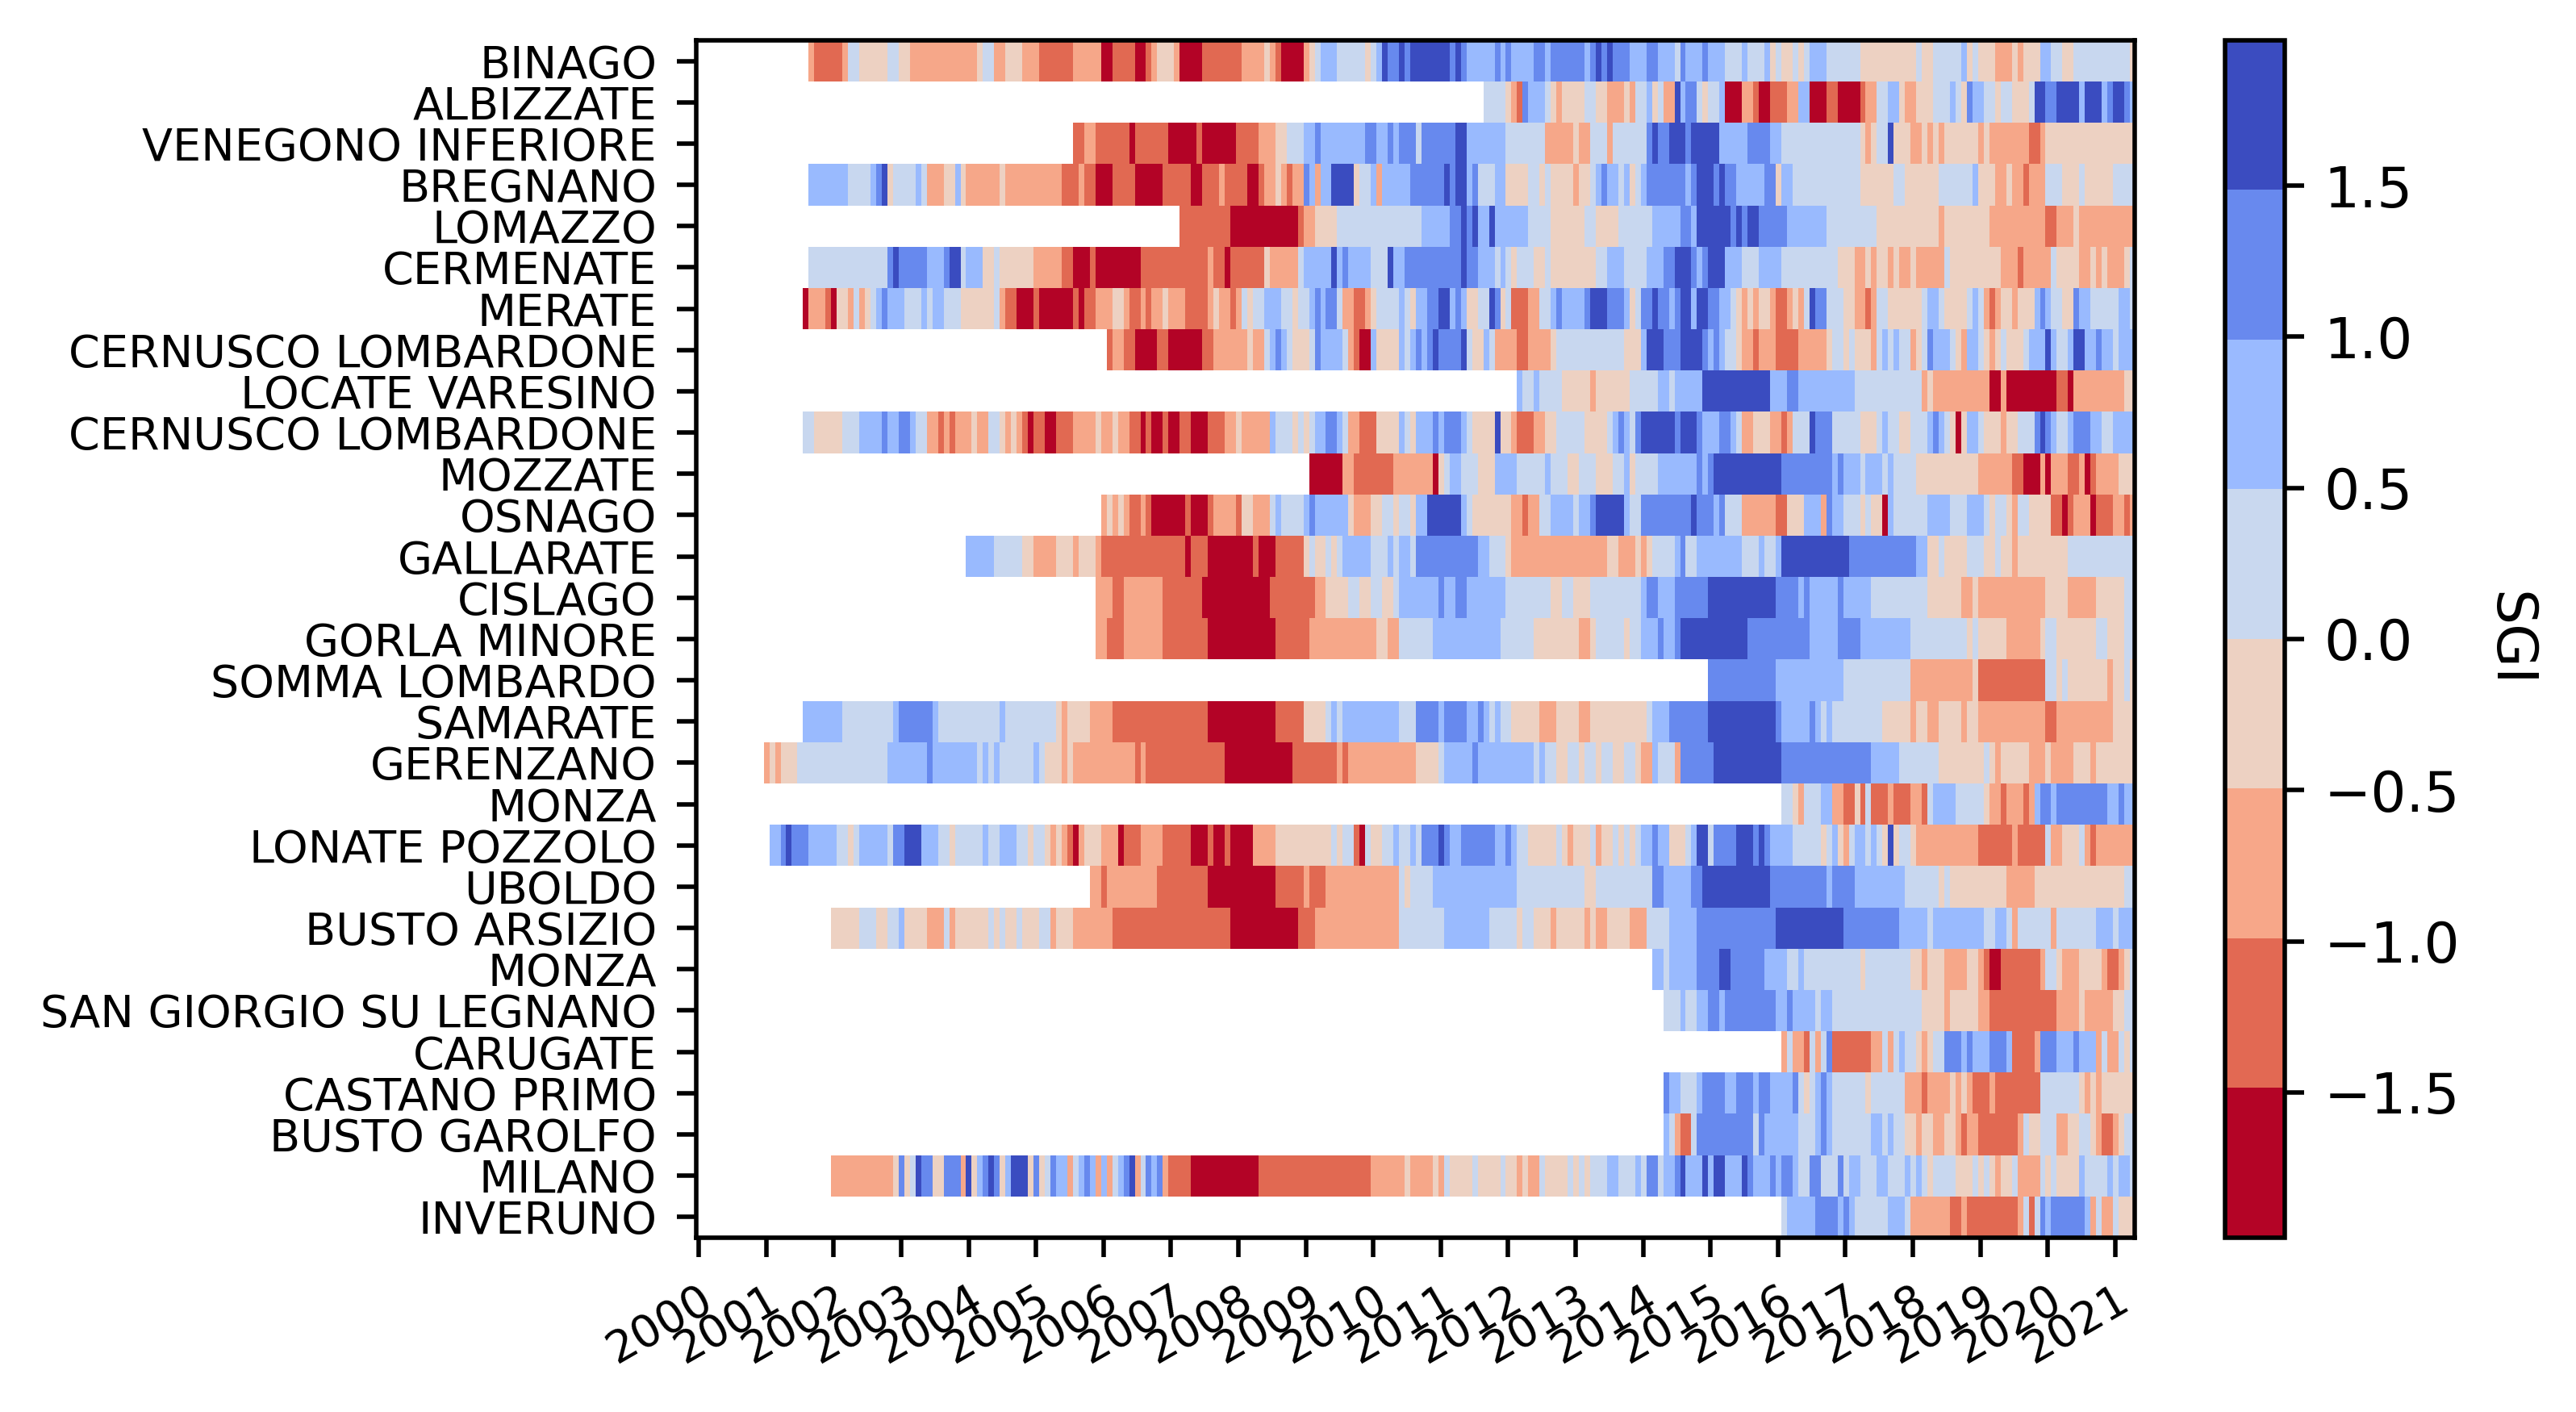 BINAGO
ALBIZZATE
VENEGONO INFERIORE
BREGNANO
LOMAZZO
CERMENATE
MERATE
CERNUSCO LOMBARDONE
LOCATE VARESINO
CERNUSCO LOMBARDONE
MOZZATE
OSNAGO
GALLARATE
CISLAGO
GORLA MINORE
SOMMA LOMBARDO
SAMARATE
GERENZANO
MONZA
LONATE POZZOLO
UBOLDO
BUSTO ARSIZIO
MONZA
SAN GIORGIO SU LEGNANO
CARUGATE
CASTANO PRIMO
BUSTO GAROLFO
MILANO
INVERUNO
2000
2001
2002
2003
2004
2005
2006
2007
2008
2009
2010
2011
2012
2013
2014
2015
2016
2017
2018
2019
2020
2021
1.5
1.0
0.5
0.0
−0.5
−1.0
−1.5
SGI